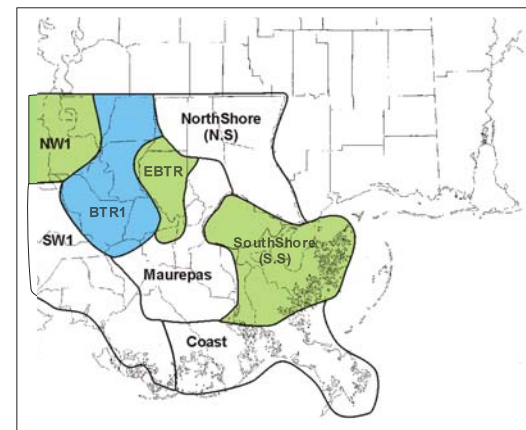 NorthShore
(N.S)
NW1
EBTR
BTR1
SW1
SouthShore
(S.S)
Maurepas
Coast